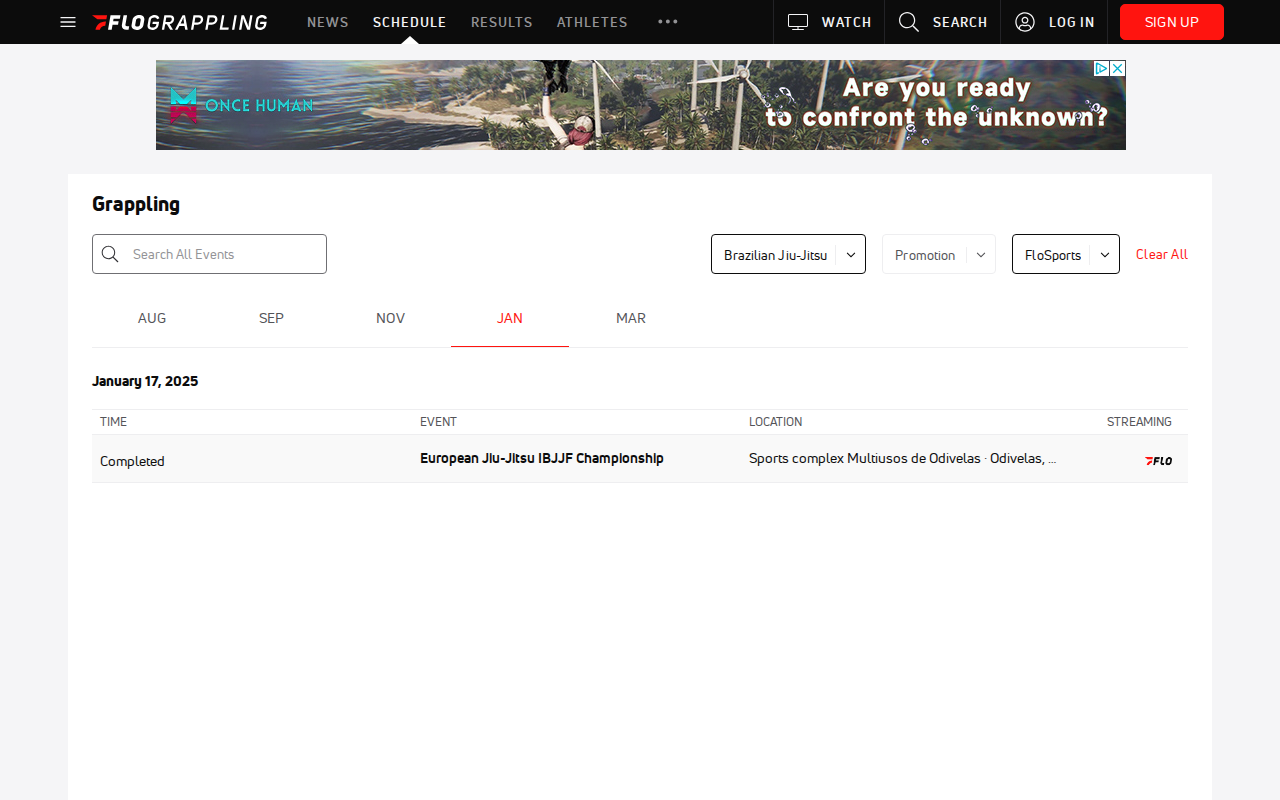 FLOGRAPPLING NEWS SCHEDULE RESULTS ATHLETES WATCH SEARCH LOG IN SIGN UP
ONCE HUMAN
Are you ready
to confront the unknown?
Grappling
Search All Events Brazilian Jiu-Jitsu Promotion FloSports Clear All
AUG SEP NOV JAN MAR
January 17, 2025
TIME EVENT LOCATION STREAMING
Completed European Jiu-Jitsu IBJJF Championship Sports complex Multiusos de Odivelas · Odivelas, ... FLO